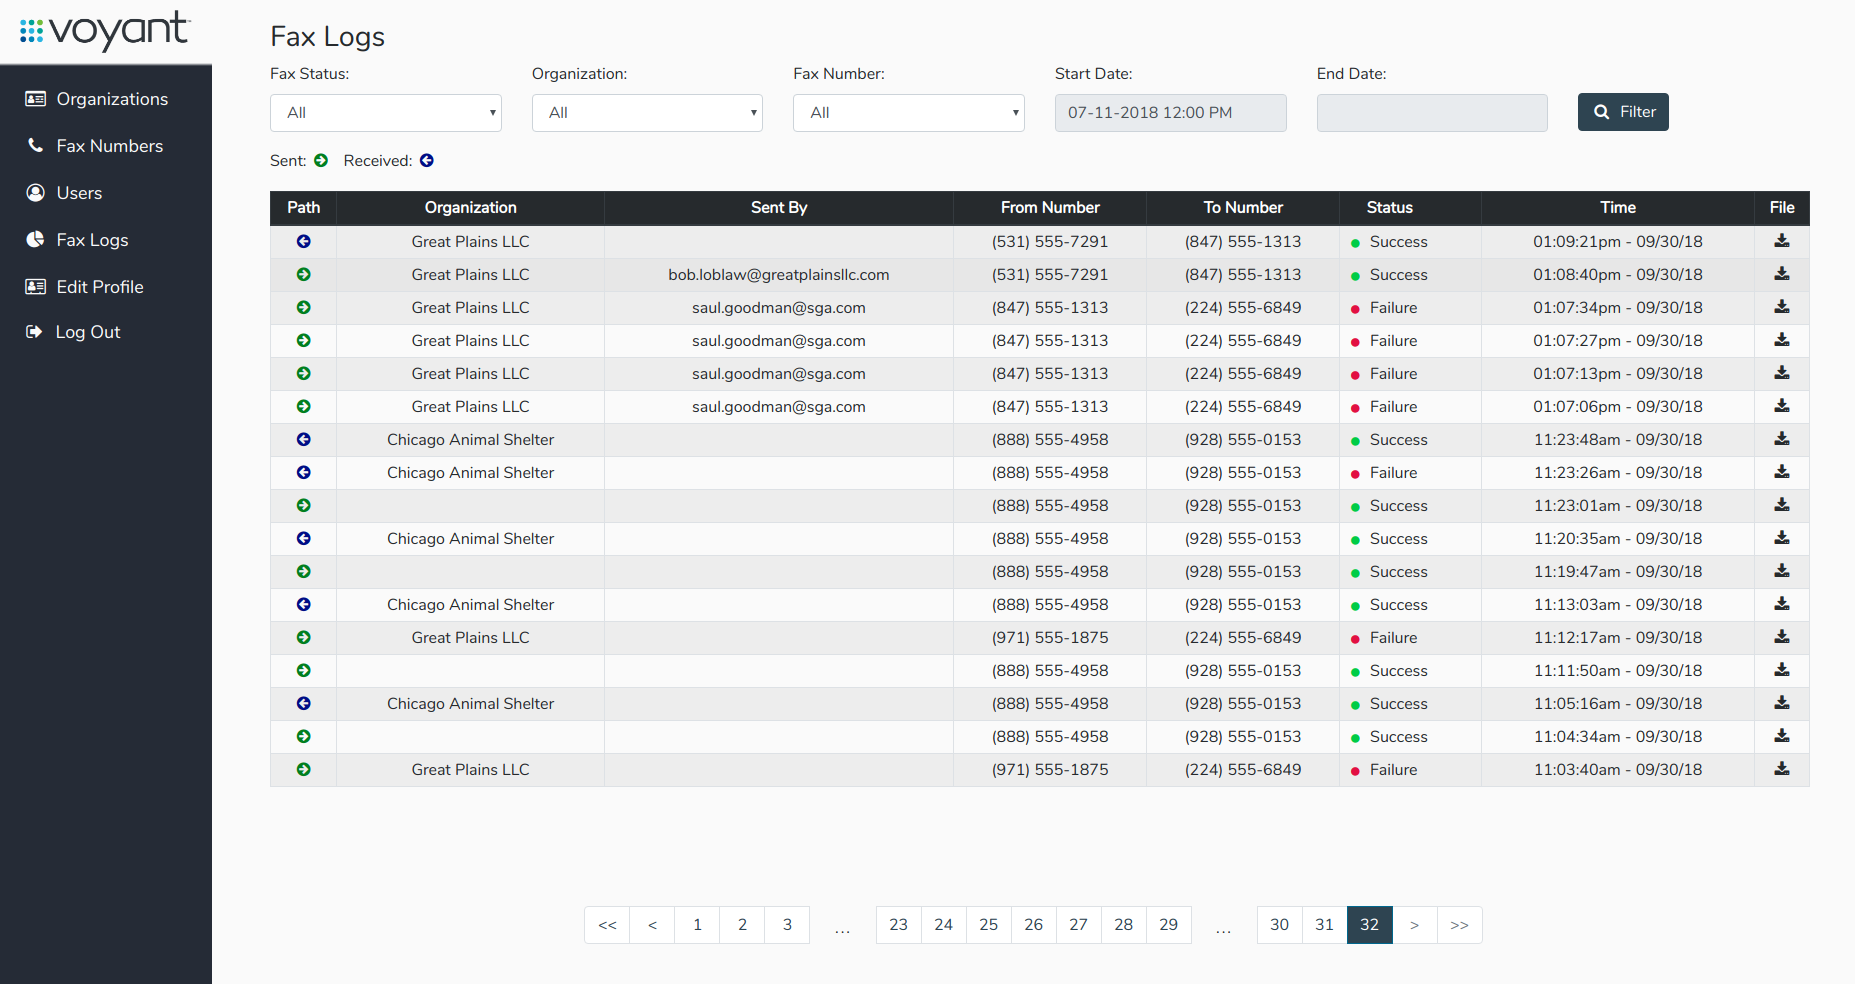 voyant
Organizations
Fax Numbers
Users
Fax Logs
Edit Profile
Log Out
Fax Logs
Fax Status: Organization: Fax Number: Start Date: End Date:
All All All 07-11-2018 12:00 PM Filter
Sent: Received:
Path Organization Sent By From Number To Number Status Time File
Great Plains LLC (531) 555-7291 (847) 555-1313 Success 01:09:21pm - 09/30/18
Great Plains LLC bob.loblaw@greatplainsllc.com (531) 555-7291 (847) 555-1313 Success 01:08:40pm - 09/30/18
Great Plains LLC saul.goodman@sga.com (847) 555-1313 (224) 555-6849 Failure 01:07:34pm - 09/30/18
Great Plains LLC saul.goodman@sga.com (847) 555-1313 (224) 555-6849 Failure 01:07:27pm - 09/30/18
Great Plains LLC saul.goodman@sga.com (847) 555-1313 (224) 555-6849 Failure 01:07:13pm - 09/30/18
Great Plains LLC saul.goodman@sga.com (847) 555-1313 (224) 555-6849 Failure 01:07:06pm - 09/30/18
Chicago Animal Shelter (888) 555-4958 (928) 555-0153 Success 11:23:48am - 09/30/18
Chicago Animal Shelter (888) 555-4958 (928) 555-0153 Failure 11:23:26am - 09/30/18
(888) 555-4958 (928) 555-0153 Success 11:23:01am - 09/30/18
Chicago Animal Shelter (888) 555-4958 (928) 555-0153 Success 11:20:35am - 09/30/18
(888) 555-4958 (928) 555-0153 Success 11:19:47am - 09/30/18
Chicago Animal Shelter (888) 555-4958 (928) 555-0153 Success 11:13:03am - 09/30/18
Great Plains LLC (971) 555-1875 (224) 555-6849 Failure 11:12:17am - 09/30/18
(888) 555-4958 (928) 555-0153 Success 11:11:50am - 09/30/18
Chicago Animal Shelter (888) 555-4958 (928) 555-0153 Success 11:05:16am - 09/30/18
(888) 555-4958 (928) 555-0153 Success 11:04:34am - 09/30/18
Great Plains LLC (971) 555-1875 (224) 555-6849 Failure 11:03:40am - 09/30/18
<< < 1 2 3 ... 23 24 25 26 27 28 29 ... 30 31 32 > >>